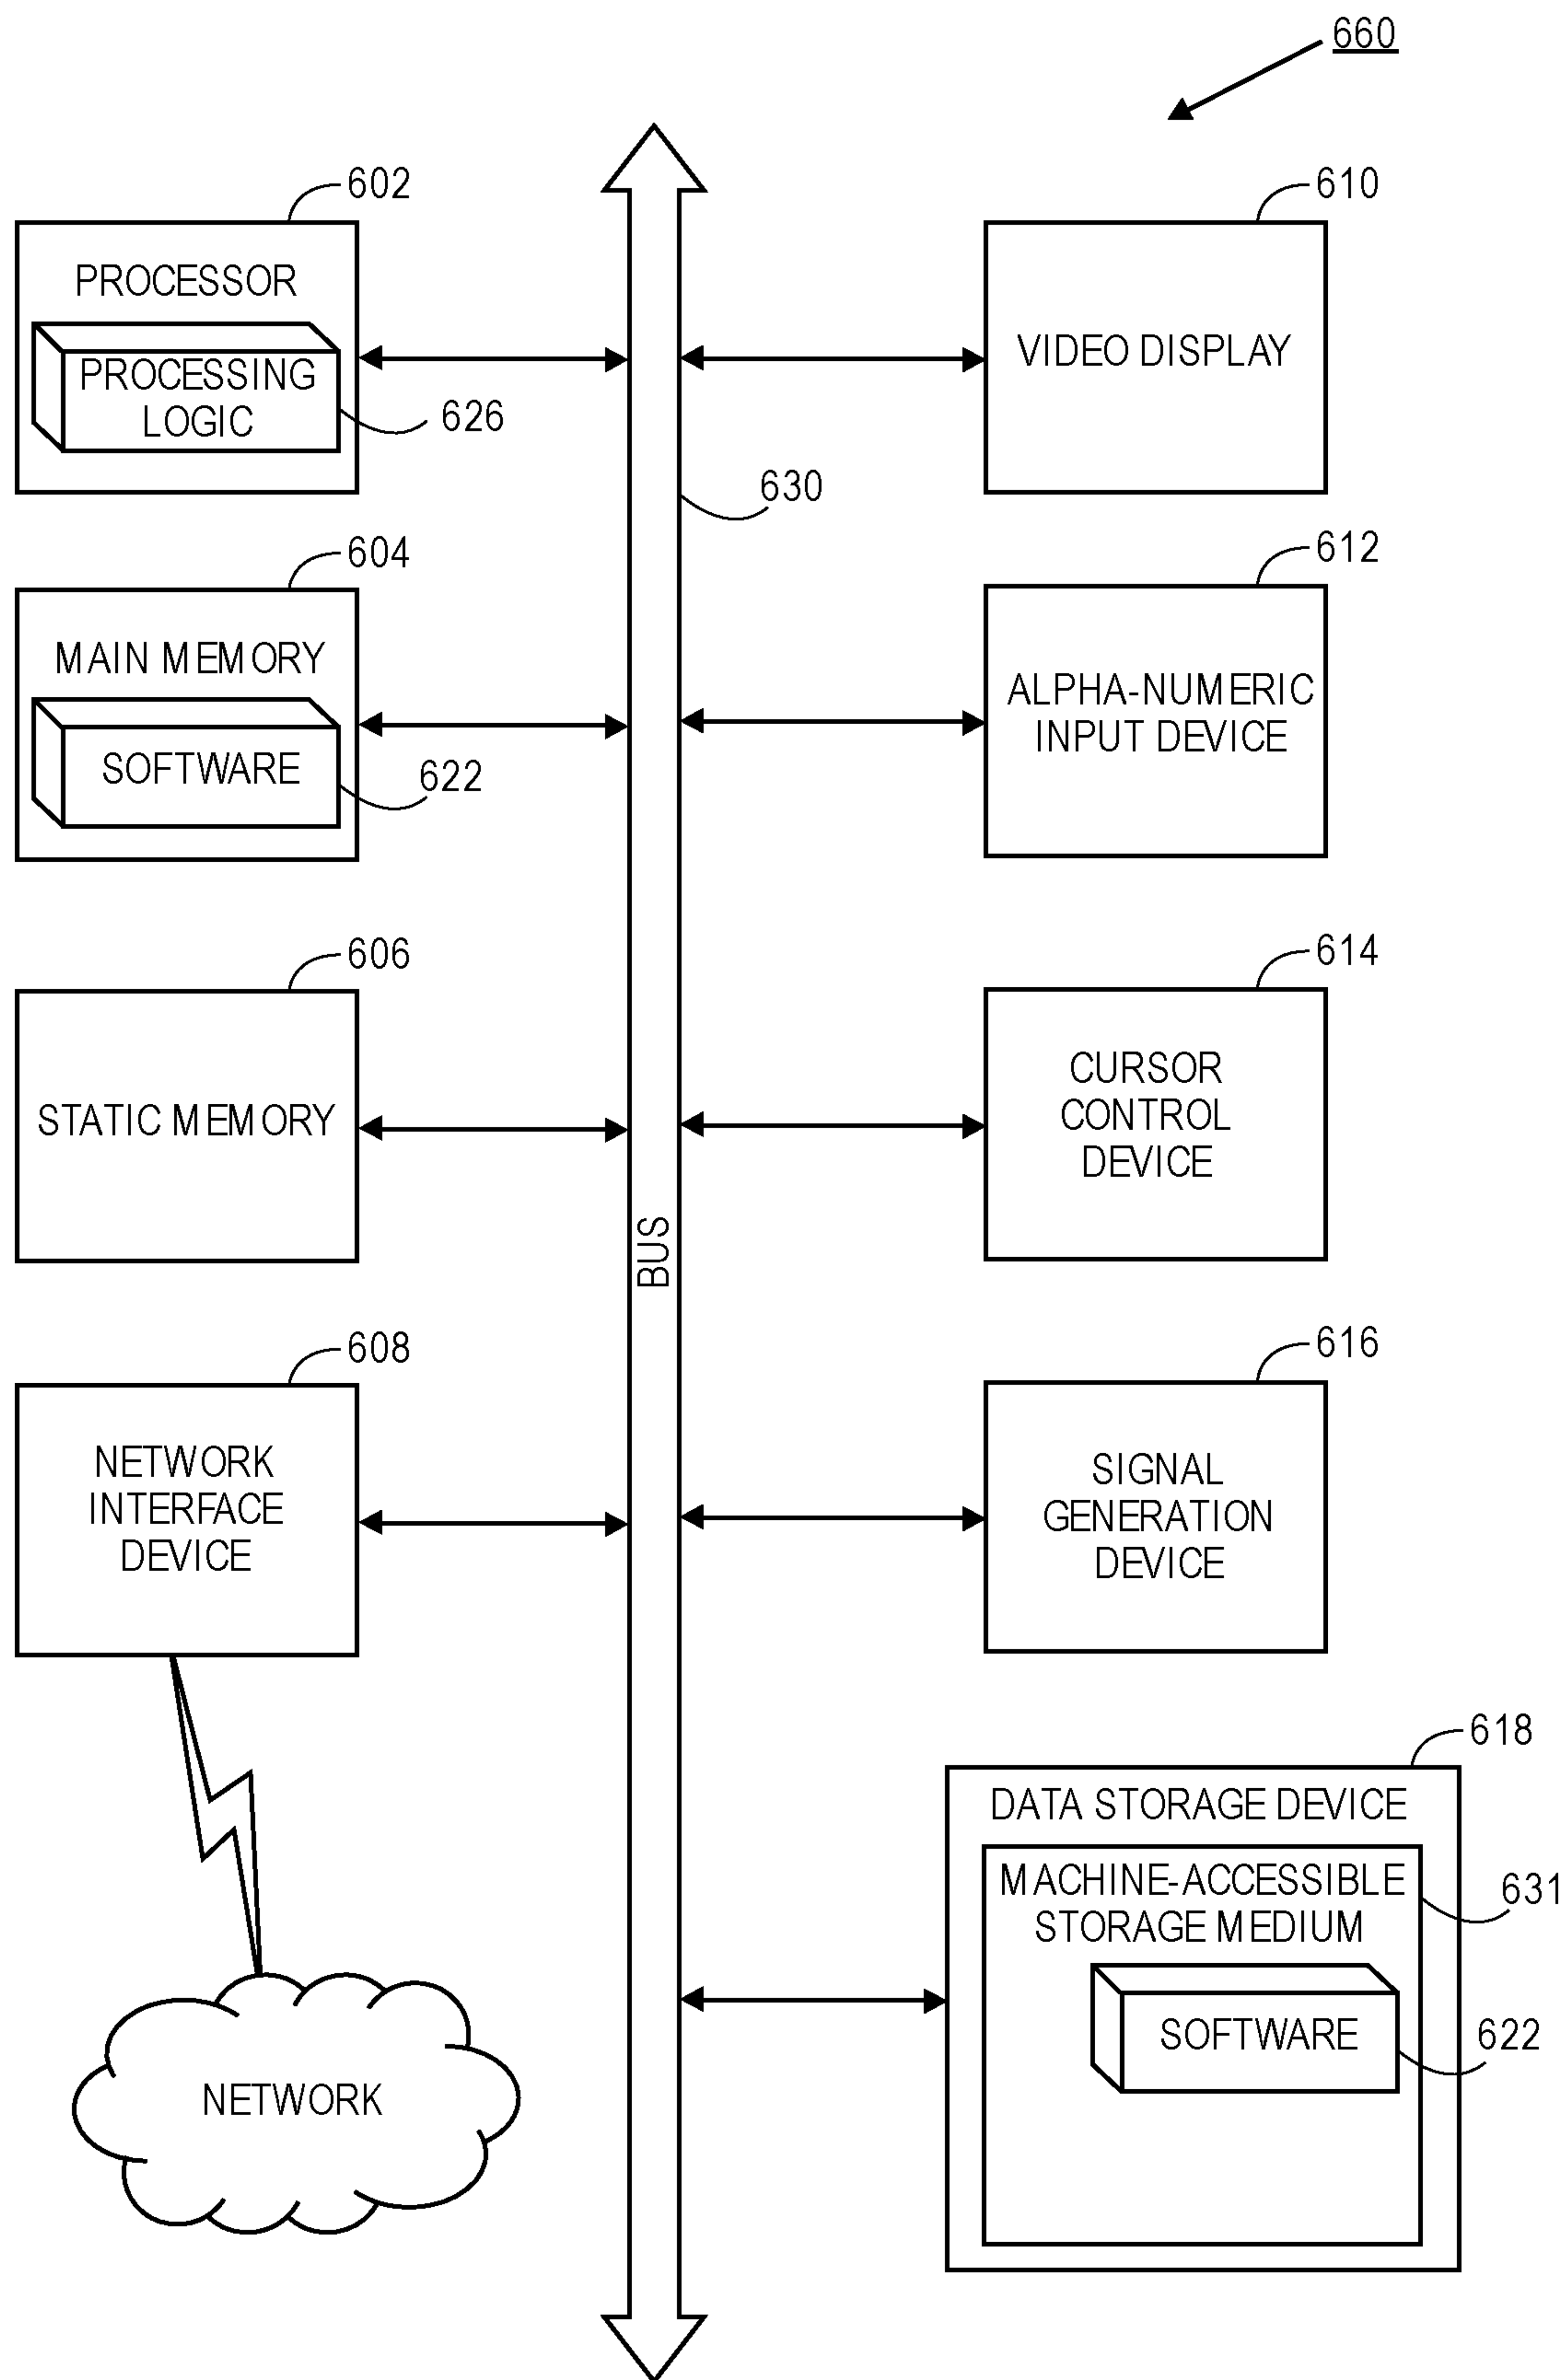 660
602
PROCESSOR
PROCESSING
LOGIC
626
610
VIDEO DISPLAY
630
604
MAIN MEMORY
SOFTWARE
622
612
ALPHA-NUMERIC
INPUT DEVICE
606
STATIC MEMORY
614
CURSOR
CONTROL
DEVICE
BUS
608
NETWORK
INTERFACE
DEVICE
616
SIGNAL
GENERATION
DEVICE
618
DATA STORAGE DEVICE
MACHINE-ACCESSIBLE
STORAGE MEDIUM
631
SOFTWARE
622
NETWORK